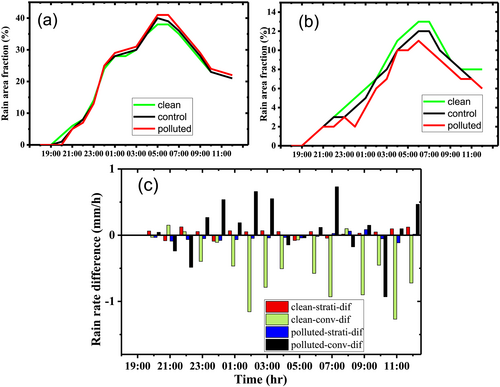 (a)
Rain area fraction (%)
40
30
20
10
0
clean
control
polluted
19:00 21:00 23:00 01:00 03:00 05:00 07:00 09:00 11:00
(b)
Rain area fraction (%)
14
12
10
8
6
4
2
0
clean
control
polluted
19:00 21:00 23:00 01:00 03:00 05:00 07:00 09:00 11:00
(c)
Rain rate difference (mm/h)
1
0
-1
clean-strati-dif
clean-conv-dif
polluted-strati-dif
polluted-conv-dif
19:00 21:00 23:00 01:00 03:00 05:00 07:00 09:00 11:00
Time (hr)